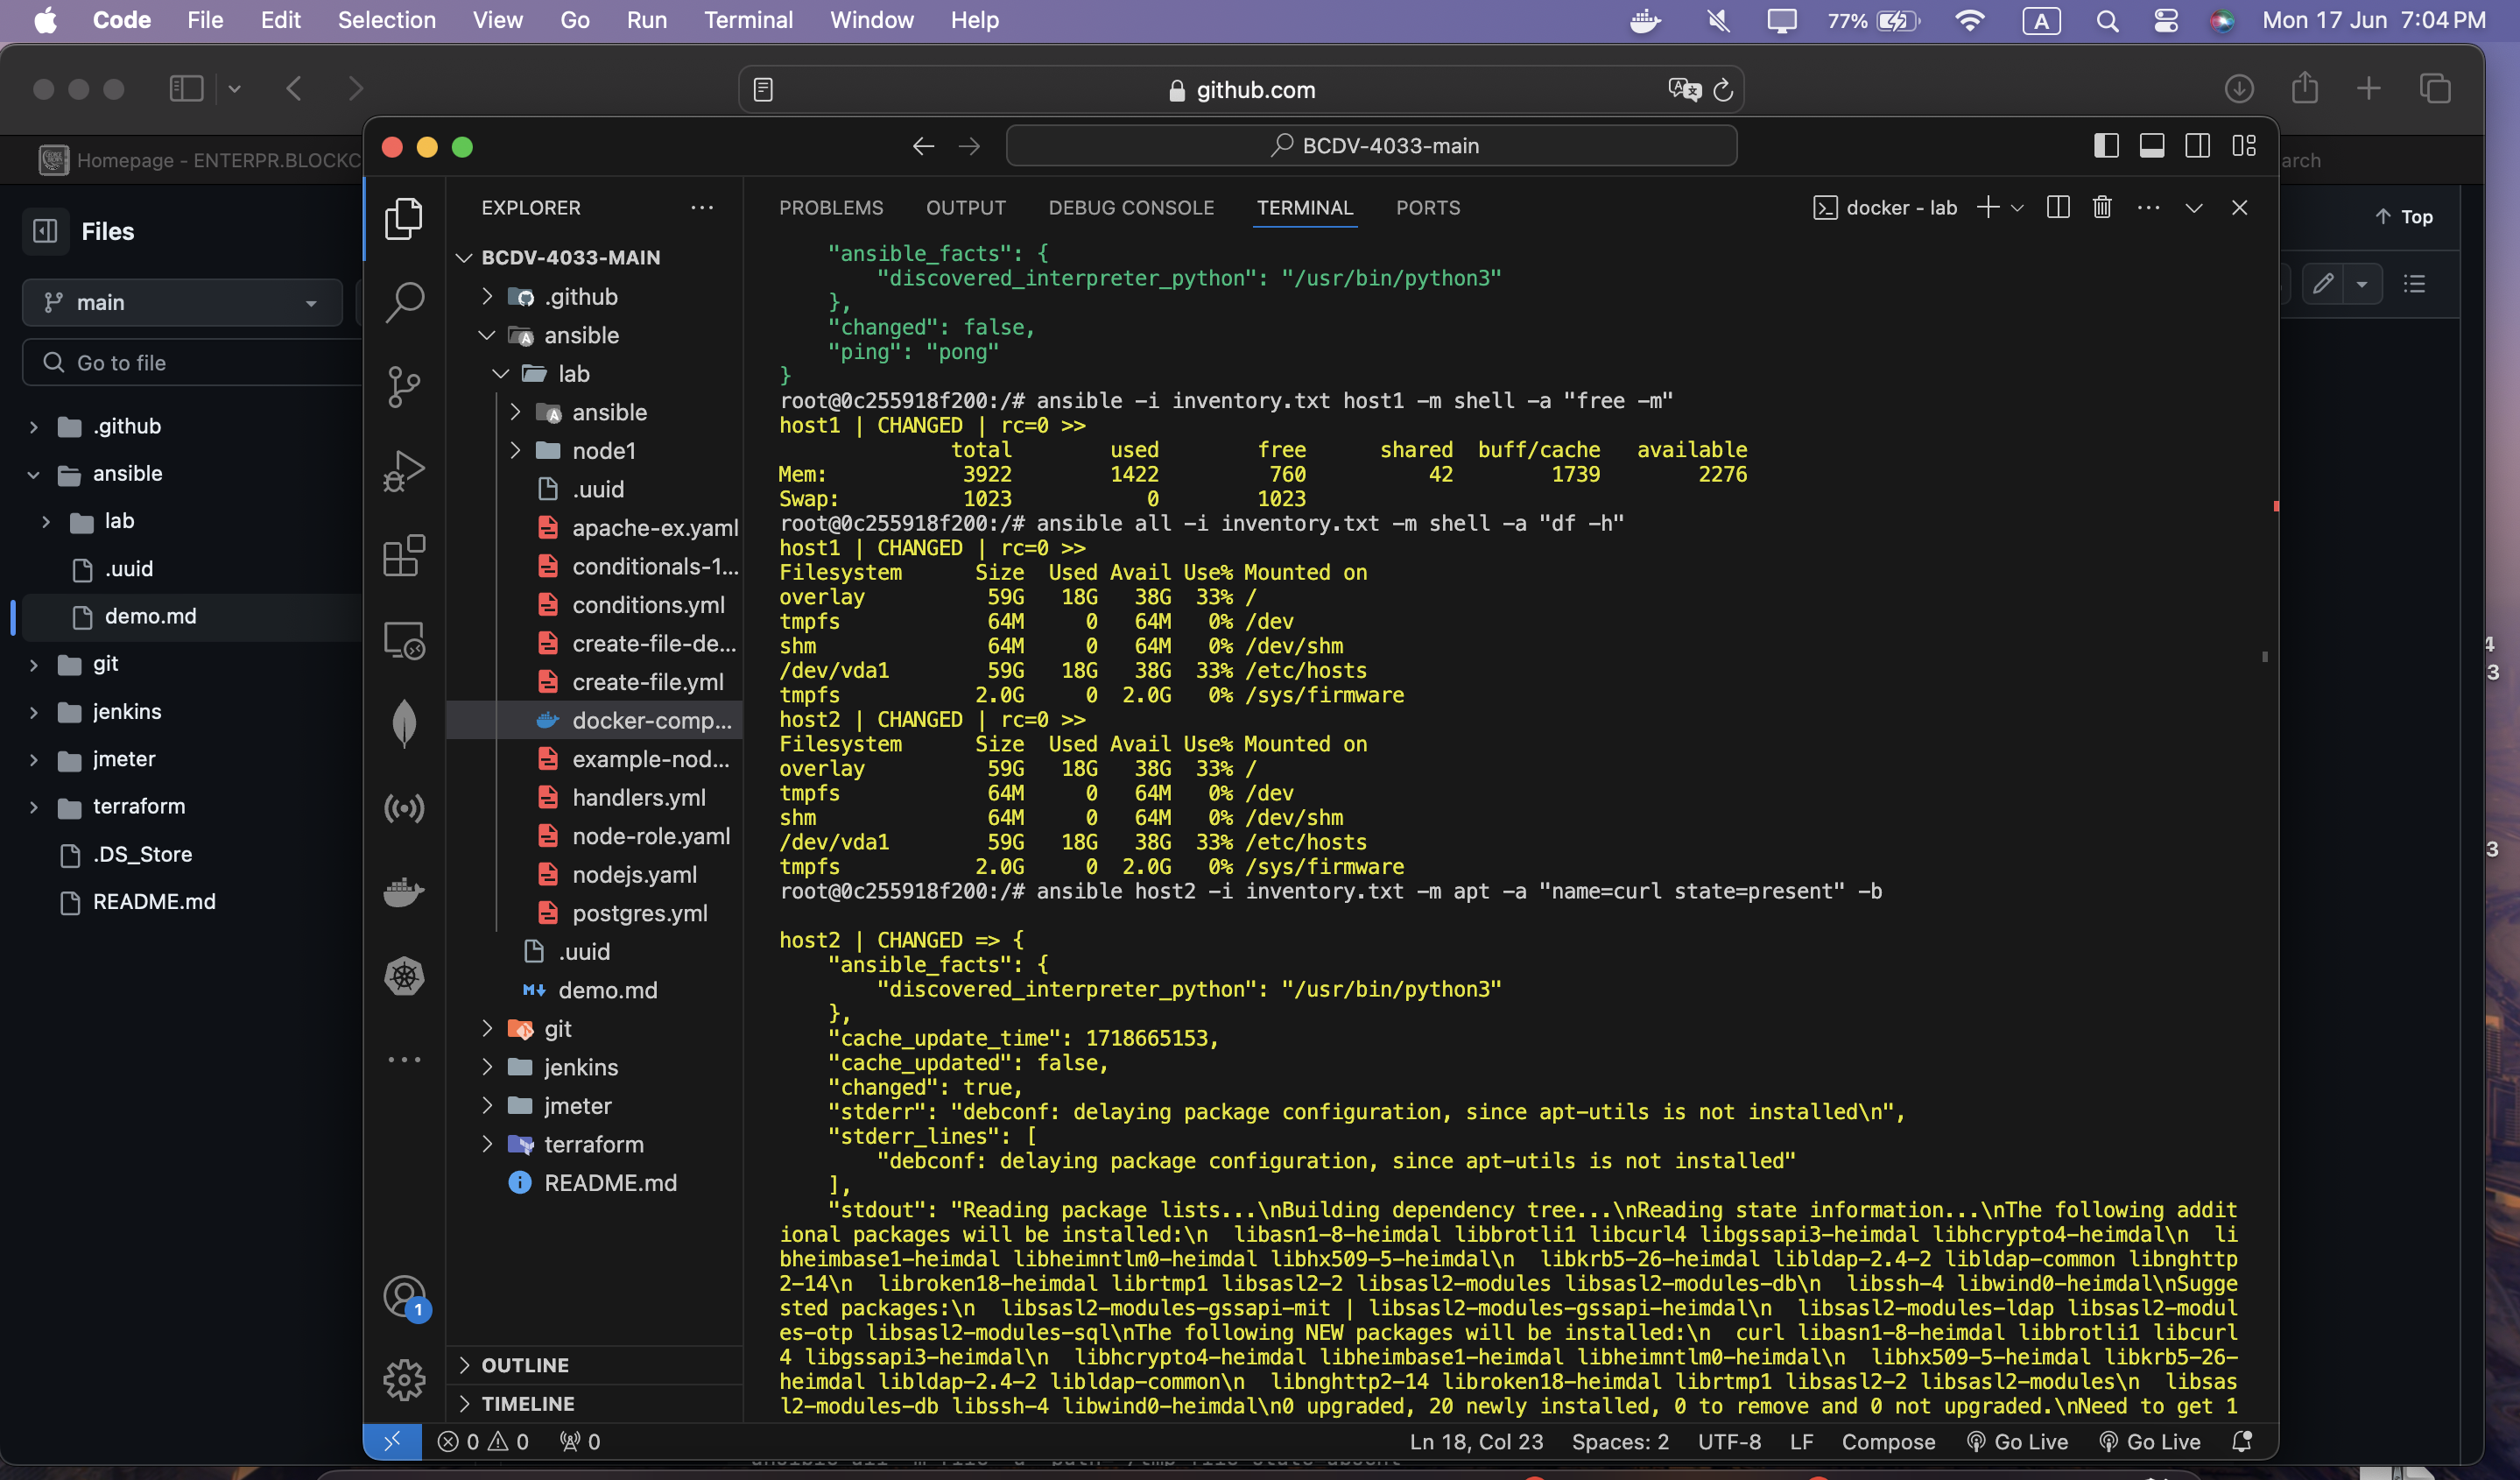 Code File Edit Selection View Go Run Terminal Window Help 77% A Mon 17 Jun 7:04 PM
github.com
Homepage - ENTERPR.BLOCKC
arch
Files
main
Go to file
.github
ansible
lab
.uuid
demo.md
git
jenkins
jmeter
terraform
.DS_Store
README.md
Top
BCDV-4033-main
EXPLORER
BCDV-4033-MAIN
.github
ansible
lab
ansible
node1
.uuid
apache-ex.yaml
conditionals-1...
conditions.yml
create-file-de...
create-file.yml
docker-comp...
example-nod...
handlers.yml
node-role.yaml
nodejs.yaml
postgres.yml
.uuid
demo.md
git
jenkins
jmeter
terraform
README.md
OUTLINE
TIMELINE
1
PROBLEMS OUTPUT DEBUG CONSOLE TERMINAL PORTS
docker - lab
"ansible_facts": {
"discovered_interpreter_python": "/usr/bin/python3"
},
"changed": false,
"ping": "pong"
}
root@0c255918f200:/# ansible -i inventory.txt host1 -m shell -a "free -m"
host1 | CHANGED | rc=0 >>
total used free shared buff/cache available
Mem: 3922 1422 760 42 1739 2276
Swap: 1023 0 1023
root@0c255918f200:/# ansible all -i inventory.txt -m shell -a "df -h"
host1 | CHANGED | rc=0 >>
Filesystem Size Used Avail Use% Mounted on
overlay 59G 18G 38G 33% /
tmpfs 64M 0 64M 0% /dev
shm 64M 0 64M 0% /dev/shm
/dev/vda1 59G 18G 38G 33% /etc/hosts
tmpfs 2.0G 0 2.0G 0% /sys/firmware
host2 | CHANGED | rc=0 >>
Filesystem Size Used Avail Use% Mounted on
overlay 59G 18G 38G 33% /
tmpfs 64M 0 64M 0% /dev
shm 64M 0 64M 0% /dev/shm
/dev/vda1 59G 18G 38G 33% /etc/hosts
tmpfs 2.0G 0 2.0G 0% /sys/firmware
root@0c255918f200:/# ansible host2 -i inventory.txt -m apt -a "name=curl state=present" -b
host2 | CHANGED => {
"ansible_facts": {
"discovered_interpreter_python": "/usr/bin/python3"
},
"cache_update_time": 1718665153,
"cache_updated": false,
"changed": true,
"stderr": "debconf: delaying package configuration, since apt-utils is not installed\n",
"stderr_lines": [
"debconf: delaying package configuration, since apt-utils is not installed"
],
"stdout": "Reading package lists...\nBuilding dependency tree...\nReading state information...\nThe following addit
ional packages will be installed:\n  libasn1-8-heimdal libbrotli1 libcurl4 libgssapi3-heimdal libhcrypto4-heimdal\n  li
bheimbase1-heimdal libheimntlm0-heimdal libhx509-5-heimdal\n  libkrb5-26-heimdal libldap-2.4-2 libldap-common libnghttp
2-14\n  libroken18-heimdal librtmp1 libsasl2-2 libsasl2-modules libsasl2-modules-db\n  libssh-4 libwind0-heimdal\nSugge
sted packages:\n  libsasl2-modules-gssapi-mit | libsasl2-modules-gssapi-heimdal\n  libsasl2-modules-ldap libsasl2-modul
es-otp libsasl2-modules-sql\nThe following NEW packages will be installed:\n  curl libasn1-8-heimdal libbrotli1 libcurl
4 libgssapi3-heimdal\n  libhcrypto4-heimdal libheimbase1-heimdal libheimntlm0-heimdal\n  libhx509-5-heimdal libkrb5-26-
heimdal libldap-2.4-2 libldap-common\n  libnghttp2-14 libroken18-heimdal librtmp1 libsasl2-2 libsasl2-modules\n  libsas
l2-modules-db libssh-4 libwind0-heimdal\n0 upgraded, 20 newly installed, 0 to remove and 0 not upgraded.\nNeed to get 1
4
3
3
0 0 0 Ln 18, Col 23 Spaces: 2 UTF-8 LF Compose Go Live Go Live